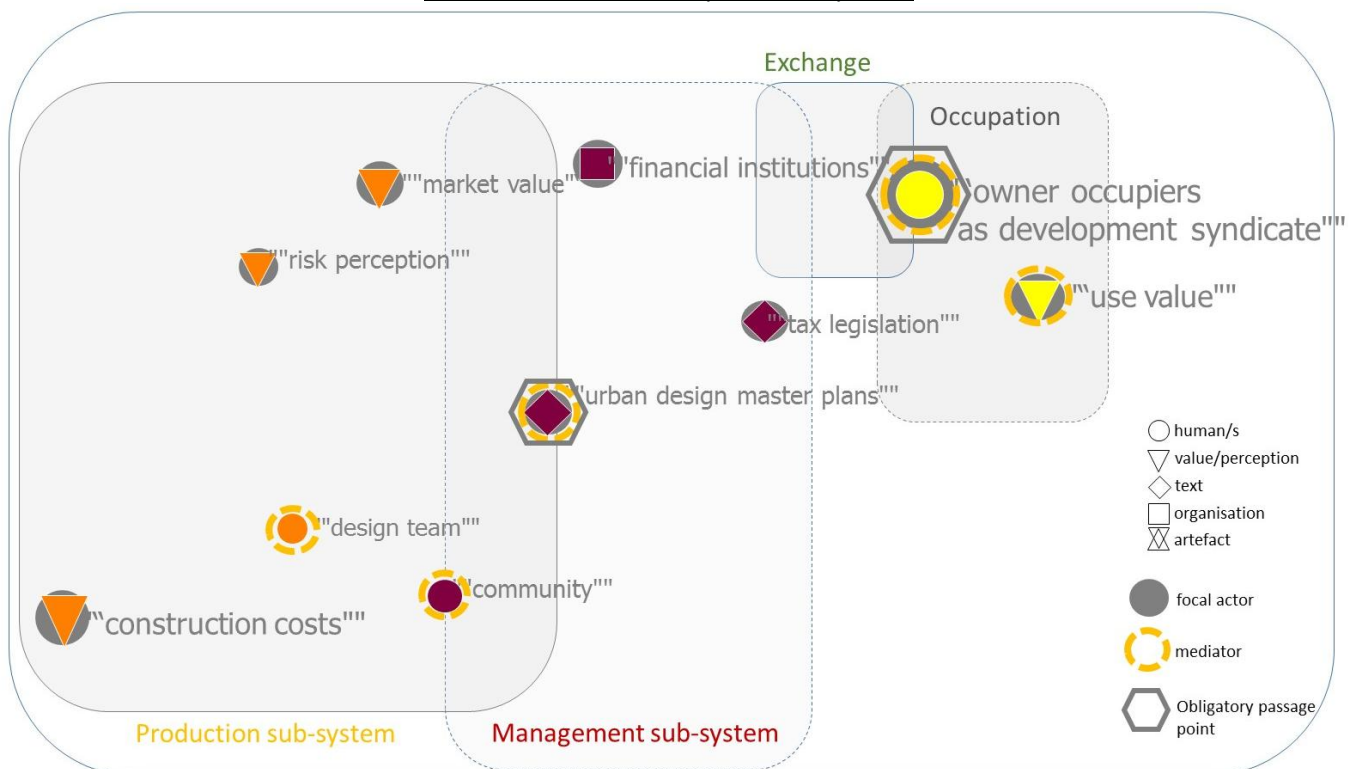 Exchange
Occupation
""market value"
""financial institutions""
"“owner occupiers
as development syndicate""
""risk perception""
"“use value""
""tax legislation""
""urban design master plans""
""design team""
""community""
"“construction costs""
human/s
value/perception
text
organisation
artefact
focal actor
mediator
Obligatory passage
point
Production sub-system
Management sub-system